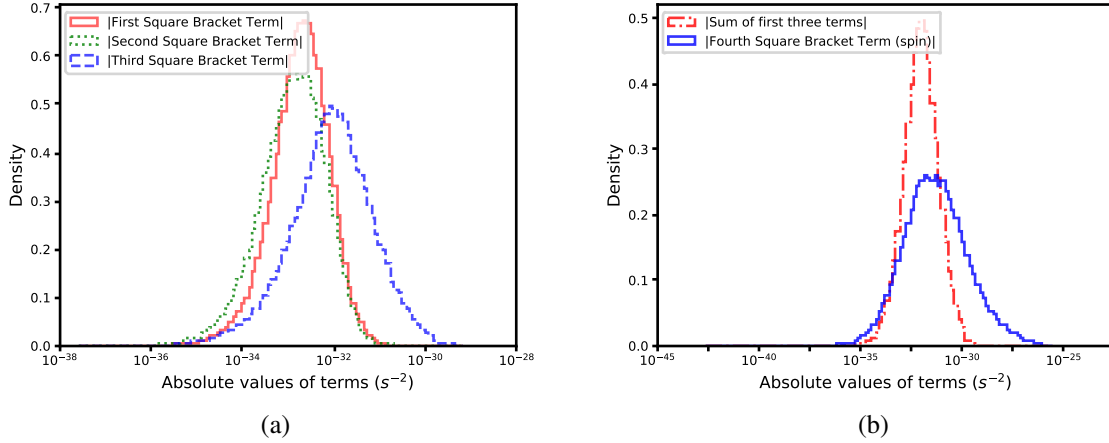 |First Square Bracket Term|
|Second Square Bracket Term|
|Third Square Bracket Term|
0.7
0.6
0.5
0.4
0.3
0.2
0.1
0.0
Density
10⁻³⁸ 10⁻³⁶ 10⁻³⁴ 10⁻³² 10⁻³⁰ 10⁻²⁸
Absolute values of terms (s⁻²)
(a)
|Sum of first three terms|
|Fourth Square Bracket Term (spin)|
0.5
0.4
0.3
0.2
0.1
0.0
Density
10⁻⁴⁵ 10⁻⁴⁰ 10⁻³⁵ 10⁻³⁰ 10⁻²⁵
Absolute values of terms (s⁻²)
(b)